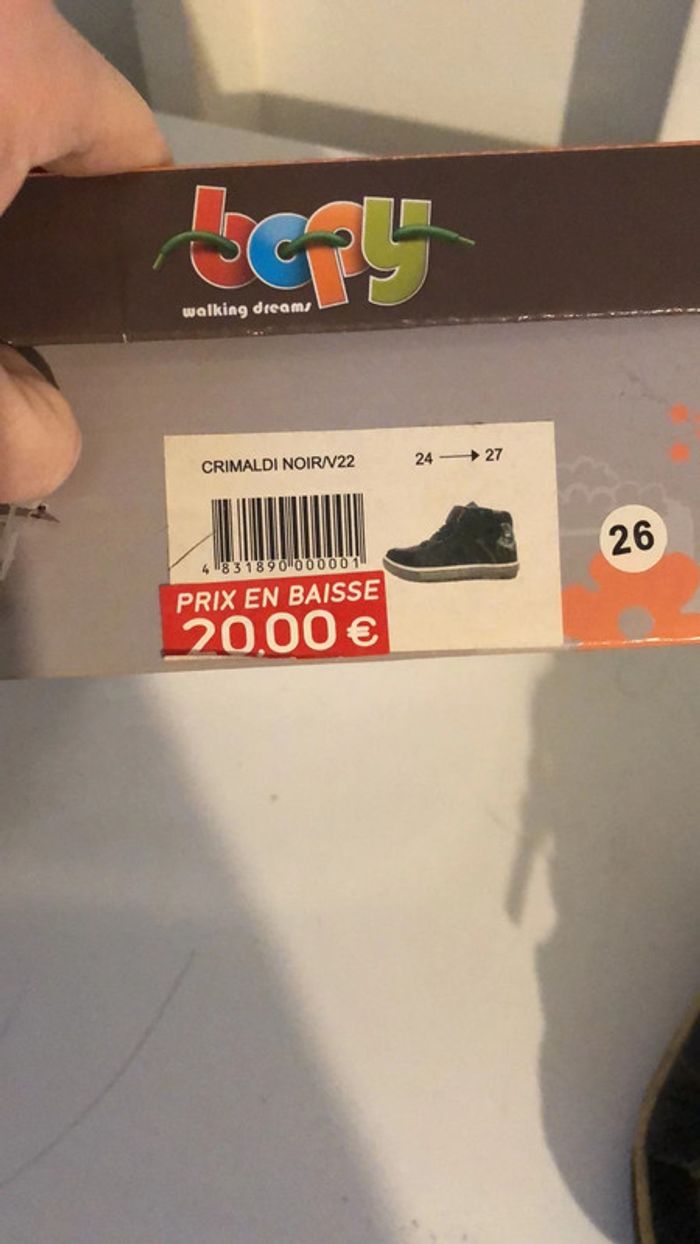 bopy
walking dreams
CRIMALDI NOIR/V22
24 → 27
4 831890 000001
26
PRIX EN BAISSE
20.00 €